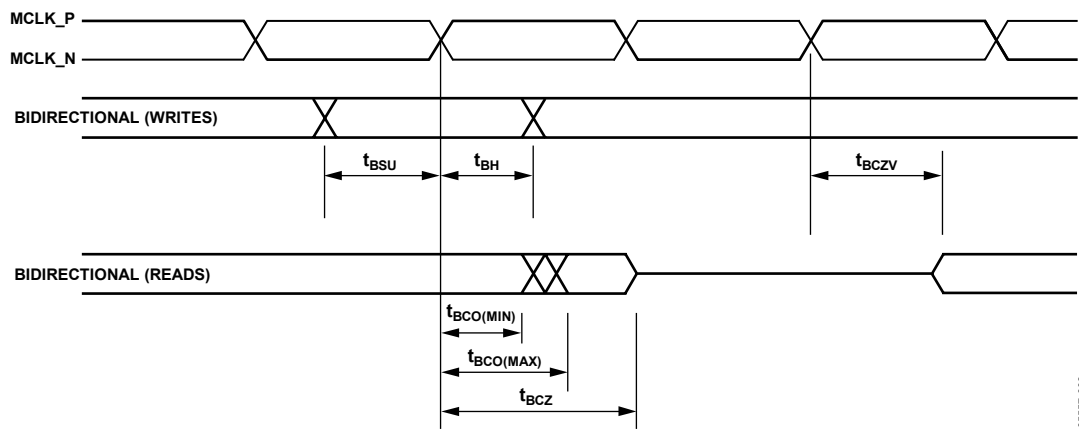 MCLK_P
MCLK_N
BIDIRECTIONAL (WRITES)
tBSU
tBH
tBCZV
BIDIRECTIONAL (READS)
tBCO(MIN)
tBCO(MAX)
tBCZ